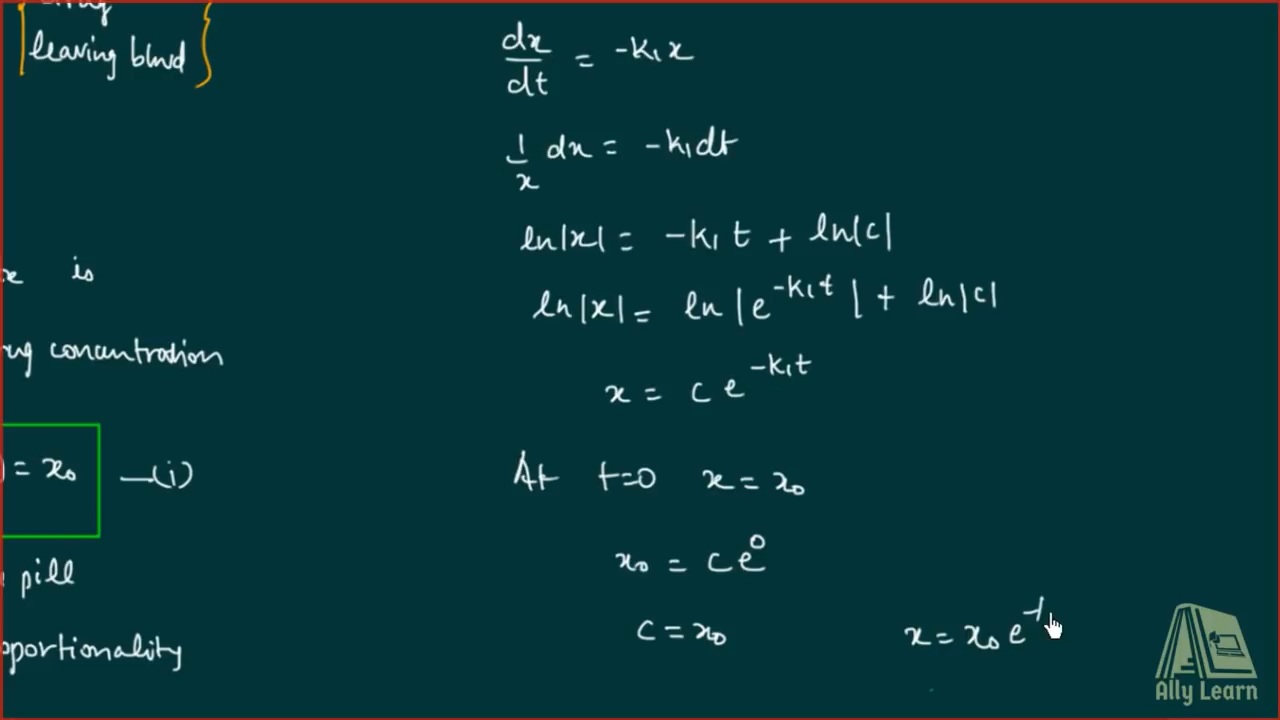 leaving blood
is
concentration
= x₀ —(i)
pill
dx/dt = -k₁x
1/x dx = -k₁dt
ln|x| = -k₁t + ln|c|
ln|x| = ln|e^(-k₁t)| + ln|c|
x = c e^(-k₁t)
At t=0 x = x₀
x₀ = c e⁰
c = x₀ x = x₀ e^-
Ally Learn